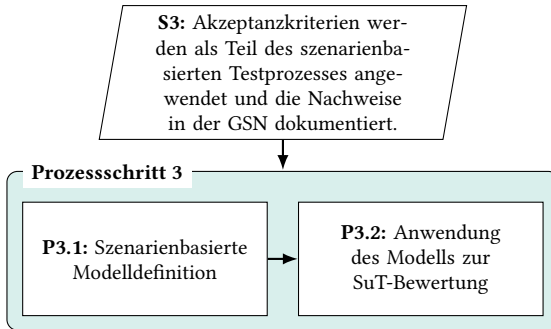 S3: Akzeptanzkriterien wer-
den als Teil des szenarienba-
sierten Testprozesses ange-
wendet und die Nachweise
in der GSN dokumentiert.
Prozessschritt 3
P3.1: Szenarienbasierte
Modelldefinition
P3.2: Anwendung
des Modells zur
SuT-Bewertung